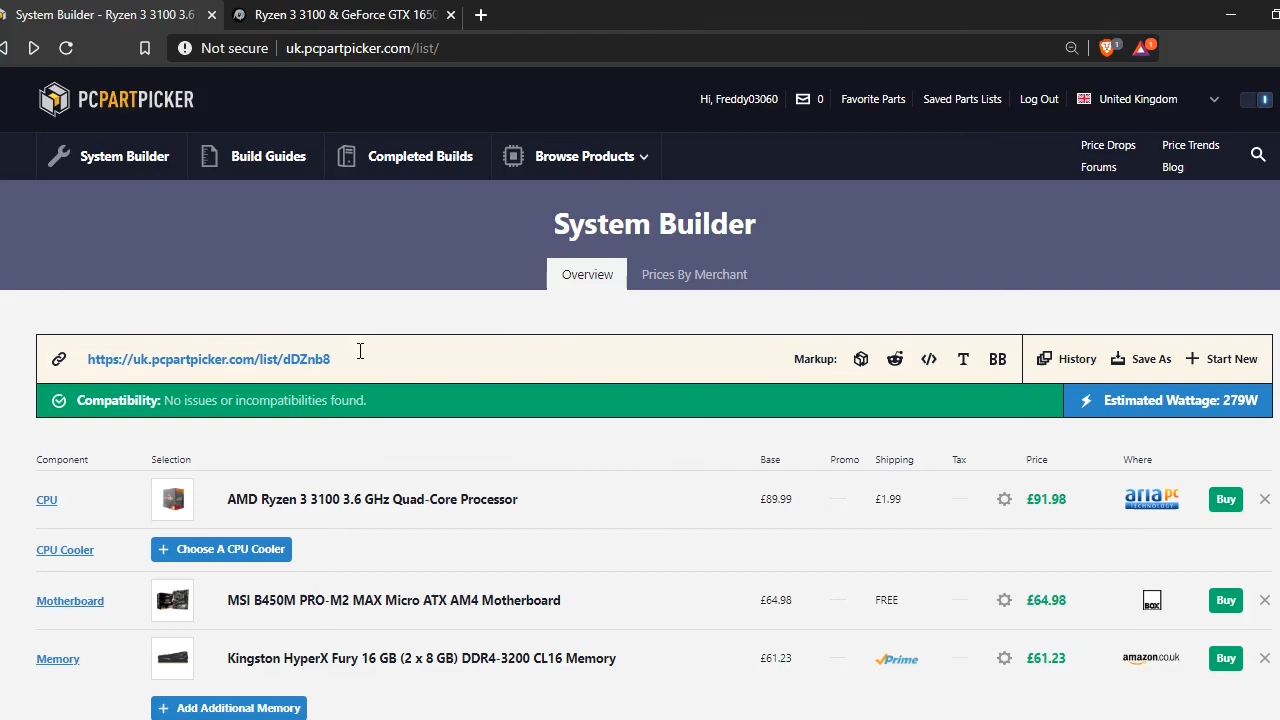 System Builder - Ryzen 3 3100 3.6
Ryzen 3 3100 & GeForce GTX 1650
Not secure
uk.pcpartpicker.com/list/
1
1
PCPARTPICKER
Hi, Freddy03060
0
Favorite Parts
Saved Parts Lists
Log Out
United Kingdom
System Builder
Build Guides
Completed Builds
Browse Products
Price Drops
Price Trends
Forums
Blog
System Builder
Overview
Prices By Merchant
https://uk.pcpartpicker.com/list/dDZnb8
Markup:
T
BB
History
Save As
Start New
Compatibility: No issues or incompatibilities found.
Estimated Wattage: 279W
Component Selection Base Promo Shipping Tax Price Where
CPU AMD Ryzen 3 3100 3.6 GHz Quad-Core Processor £89.99 £1.99 £91.98 aria pc TECHNOLOGY Buy
CPU Cooler Choose A CPU Cooler
Motherboard MSI B450M PRO-M2 MAX Micro ATX AM4 Motherboard £64.98 FREE £64.98 BOX Buy
Memory Kingston HyperX Fury 16 GB (2 x 8 GB) DDR4-3200 CL16 Memory £61.23 Prime £61.23 amazon.co.uk Buy
Add Additional Memory